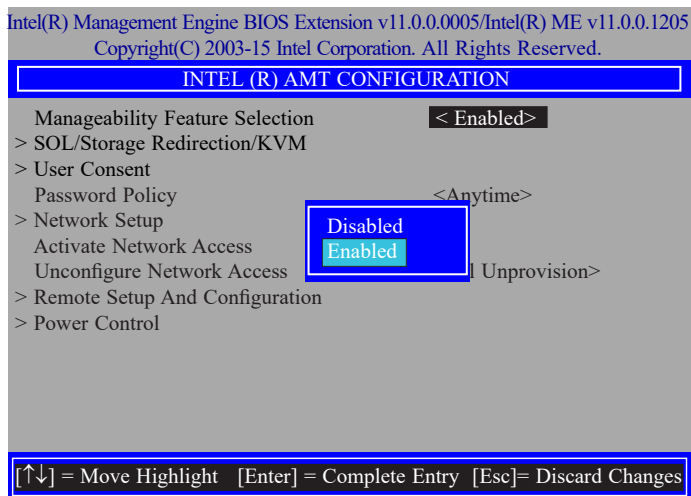 Intel(R) Management Engine BIOS Extension v11.0.0.0005/Intel(R) ME v11.0.0.1205
Copyright(C) 2003-15 Intel Corporation. All Rights Reserved.
INTEL (R) AMT CONFIGURATION
Manageability Feature Selection < Enabled>
> SOL/Storage Redirection/KVM
> User Consent
Password Policy <Anytime>
> Network Setup
Disabled
Activate Network Access
Enabled
Unconfigure Network Access Unprovision>
> Remote Setup And Configuration
> Power Control
[↑↓] = Move Highlight [Enter] = Complete Entry [Esc]= Discard Changes